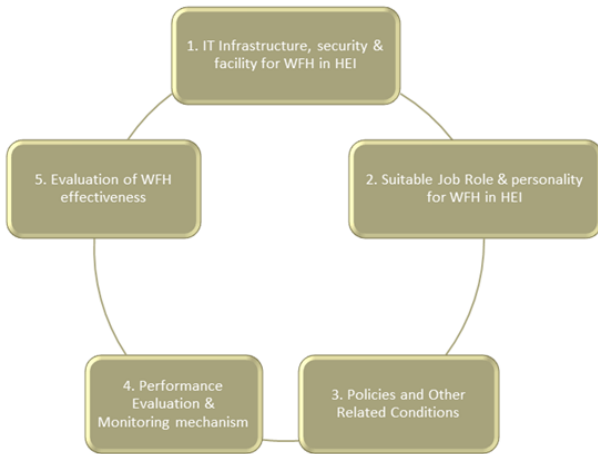 1. IT Infrastructure, security &
facility for WFH in HEI
2. Suitable Job Role & personality
for WFH in HEI
3. Policies and Other
Related Conditions
4. Performance
Evaluation &
Monitoring mechanism
5. Evaluation of WFH
effectiveness